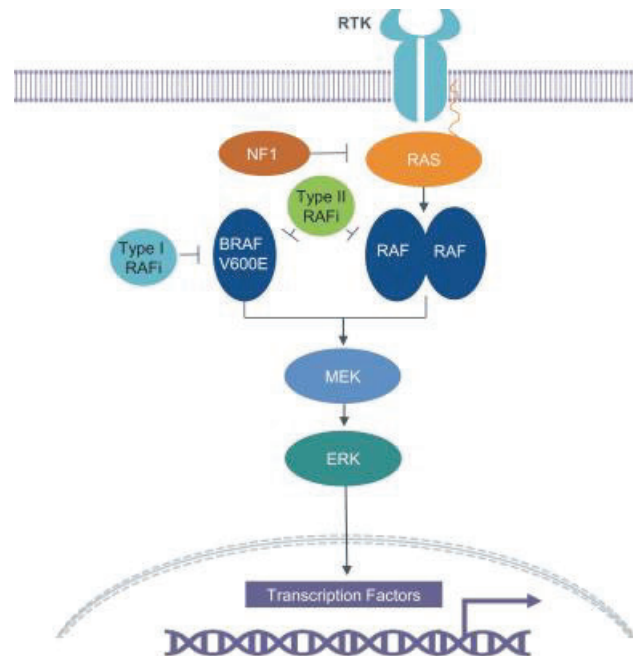 RTK
NF1
RAS
Type II
RAFi
Type I
RAFi
BRAF
V600E
RAF
RAF
MEK
ERK
Transcription Factors